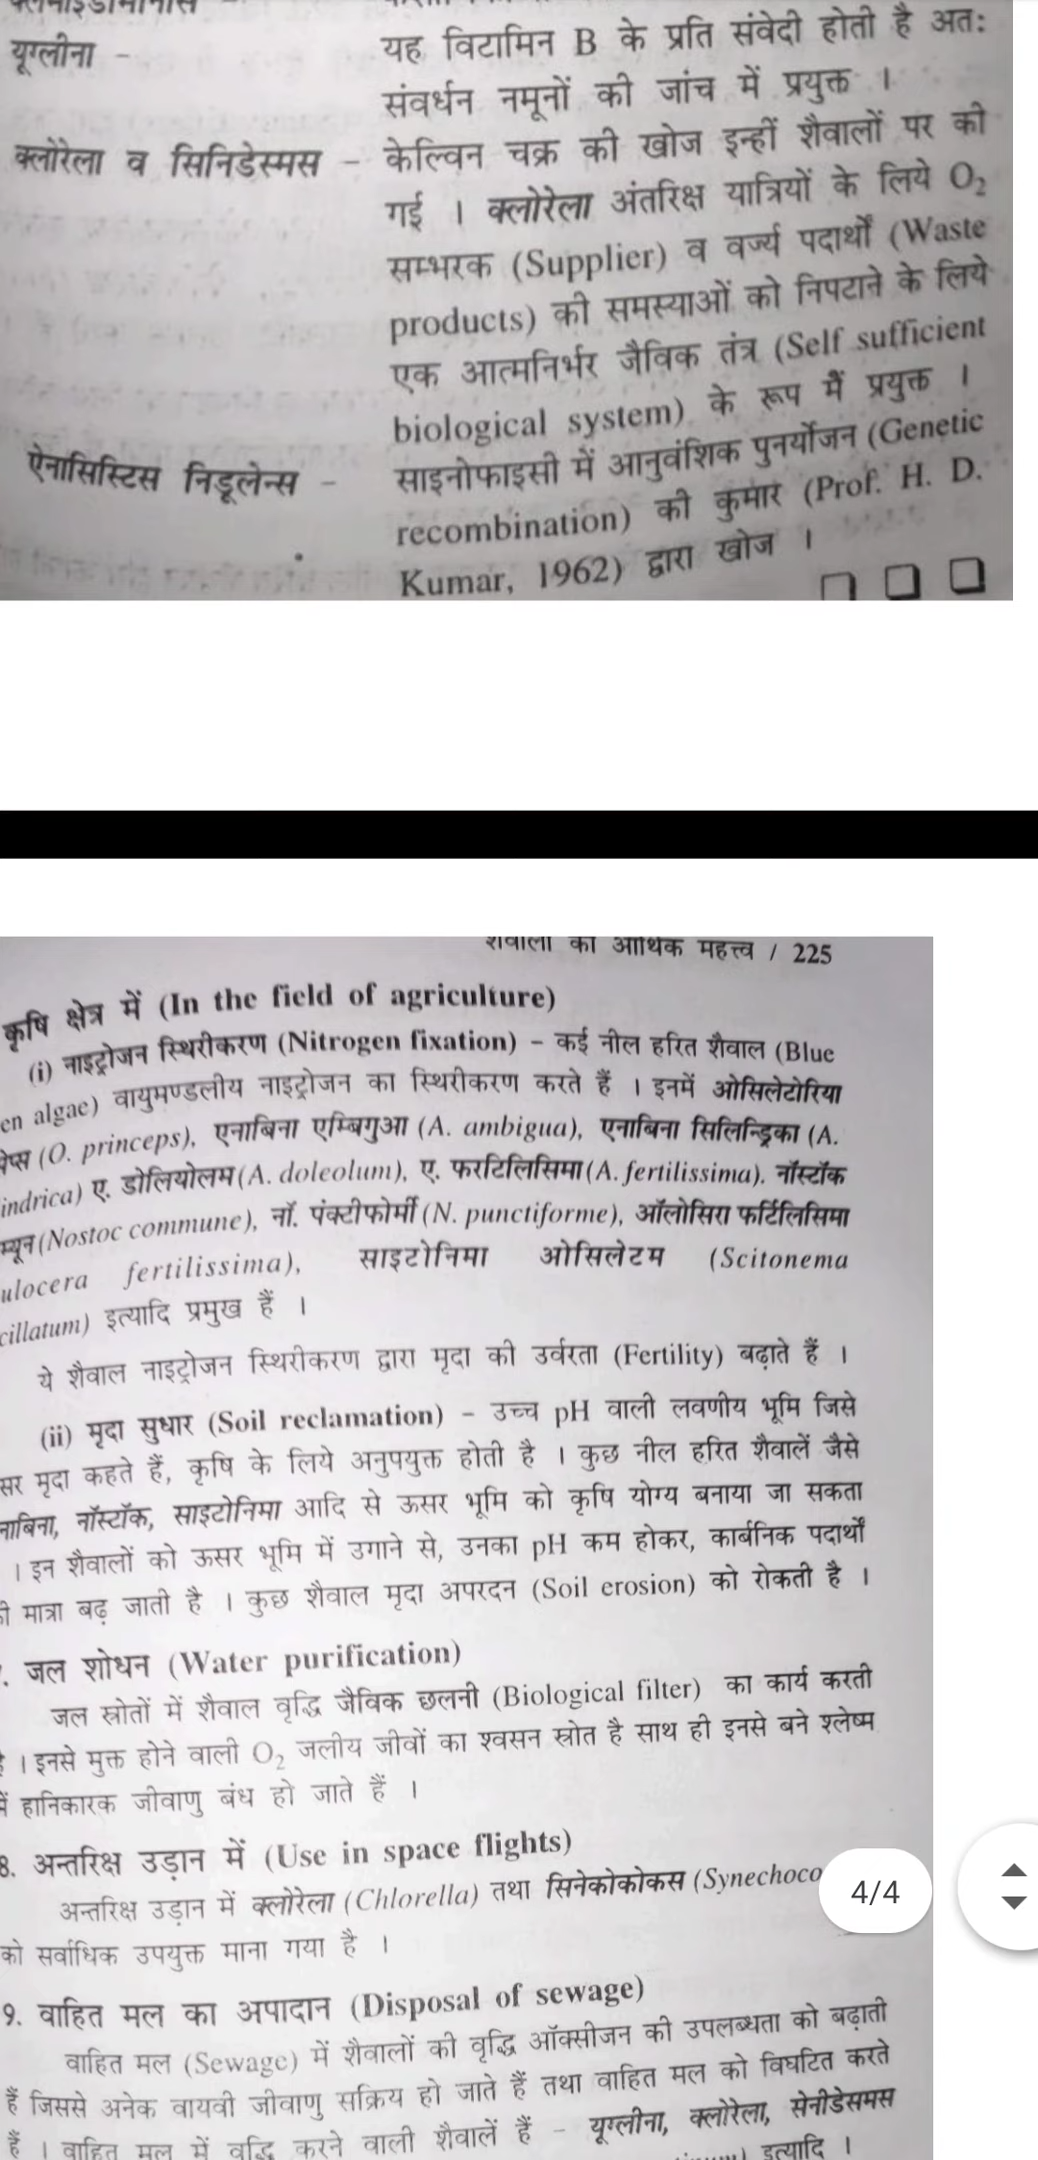 यूग्लीना -
यह विटामिन B के प्रति संवेदी होती है अतः
संवर्धन नमूनों की जांच में प्रयुक्त ।
क्लोरेला व सिनिडेस्मस - केल्विन चक्र की खोज इन्हीं शैवालों पर की
गई । क्लोरेला अंतरिक्ष यात्रियों के लिये O₂
सम्भरक (Supplier) व वर्ज्य पदार्थों (Waste
products) की समस्याओं को निपटाने के लिये
एक आत्मनिर्भर जैविक तंत्र (Self sufficient
biological system) के रूप में प्रयुक्त ।
ऐनासिस्टिस निडूलेन्स - साइनोफाइसी में आनुवंशिक पुनर्योजन (Genetic
recombination) की कुमार (Prof. H. D.
Kumar, 1962) द्वारा खोज ।
शैवालों का आर्थिक महत्त्व / 225
कृषि क्षेत्र में (In the field of agriculture)
(i) नाइट्रोजन स्थिरीकरण (Nitrogen fixation) - कई नील हरित शैवाल (Blue
en algae) वायुमण्डलीय नाइट्रोजन का स्थिरीकरण करते हैं । इनमें ओसिलेटोरिया
(O. princeps), एनाबिना एम्बिगुआ (A. ambigua), एनाबिना सिलिन्ड्रिका (A.
indrica) ए. डोलियोलम (A. doleolum), ए. फरटिलिसिमा (A. fertilissima). नॉस्टॉक
म्यून (Nostoc commune), नॉ. पंक्टीफोर्मी (N. punctiforme), ऑलोसिरा फर्टिलिसिमा
ulocera fertilissima), साइटोनिमा ओसिलेटम (Scitonema
cillatum) इत्यादि प्रमुख हैं ।
ये शैवाल नाइट्रोजन स्थिरीकरण द्वारा मृदा की उर्वरता (Fertility) बढ़ाते हैं ।
(ii) मृदा सुधार (Soil reclamation) - उच्च pH वाली लवणीय भूमि जिसे
सर मृदा कहते हैं, कृषि के लिये अनुपयुक्त होती है । कुछ नील हरित शैवालें जैसे
नाबिना, नॉस्टॉक, साइटोनिमा आदि से ऊसर भूमि को कृषि योग्य बनाया जा सकता
। इन शैवालों को ऊसर भूमि में उगाने से, उनका pH कम होकर, कार्बनिक पदार्थों
की मात्रा बढ़ जाती है । कुछ शैवाल मृदा अपरदन (Soil erosion) को रोकती है ।
. जल शोधन (Water purification)
जल स्रोतों में शैवाल वृद्धि जैविक छलनी (Biological filter) का कार्य करती
है । इनसे मुक्त होने वाली O₂ जलीय जीवों का श्वसन स्रोत है साथ ही इनसे बने श्लेष्म
में हानिकारक जीवाणु बंध हो जाते हैं ।
8. अन्तरिक्ष उड़ान में (Use in space flights)
अन्तरिक्ष उड़ान में क्लोरेला (Chlorella) तथा सिनेकोकोकस (Synechoco
को सर्वाधिक उपयुक्त माना गया है ।
4/4
9. वाहित मल का अपादान (Disposal of sewage)
वाहित मल (Sewage) में शैवालों की वृद्धि ऑक्सीजन की उपलब्धता को बढ़ाती
हैं जिससे अनेक वायवी जीवाणु सक्रिय हो जाते हैं तथा वाहित मल को विघटित करते
हैं । वाहित मल में वृद्धि करने वाली शैवालें हैं - यूग्लीना, क्लोरेला, सेनीडेसमस
इत्यादि ।